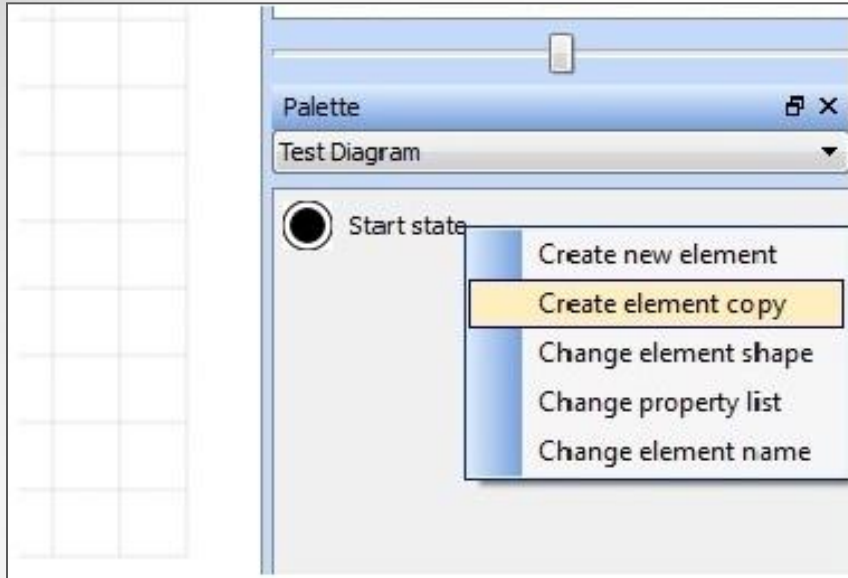 Palette
Test Diagram
Start state
Create new element
Create element copy
Change element shape
Change property list
Change element name